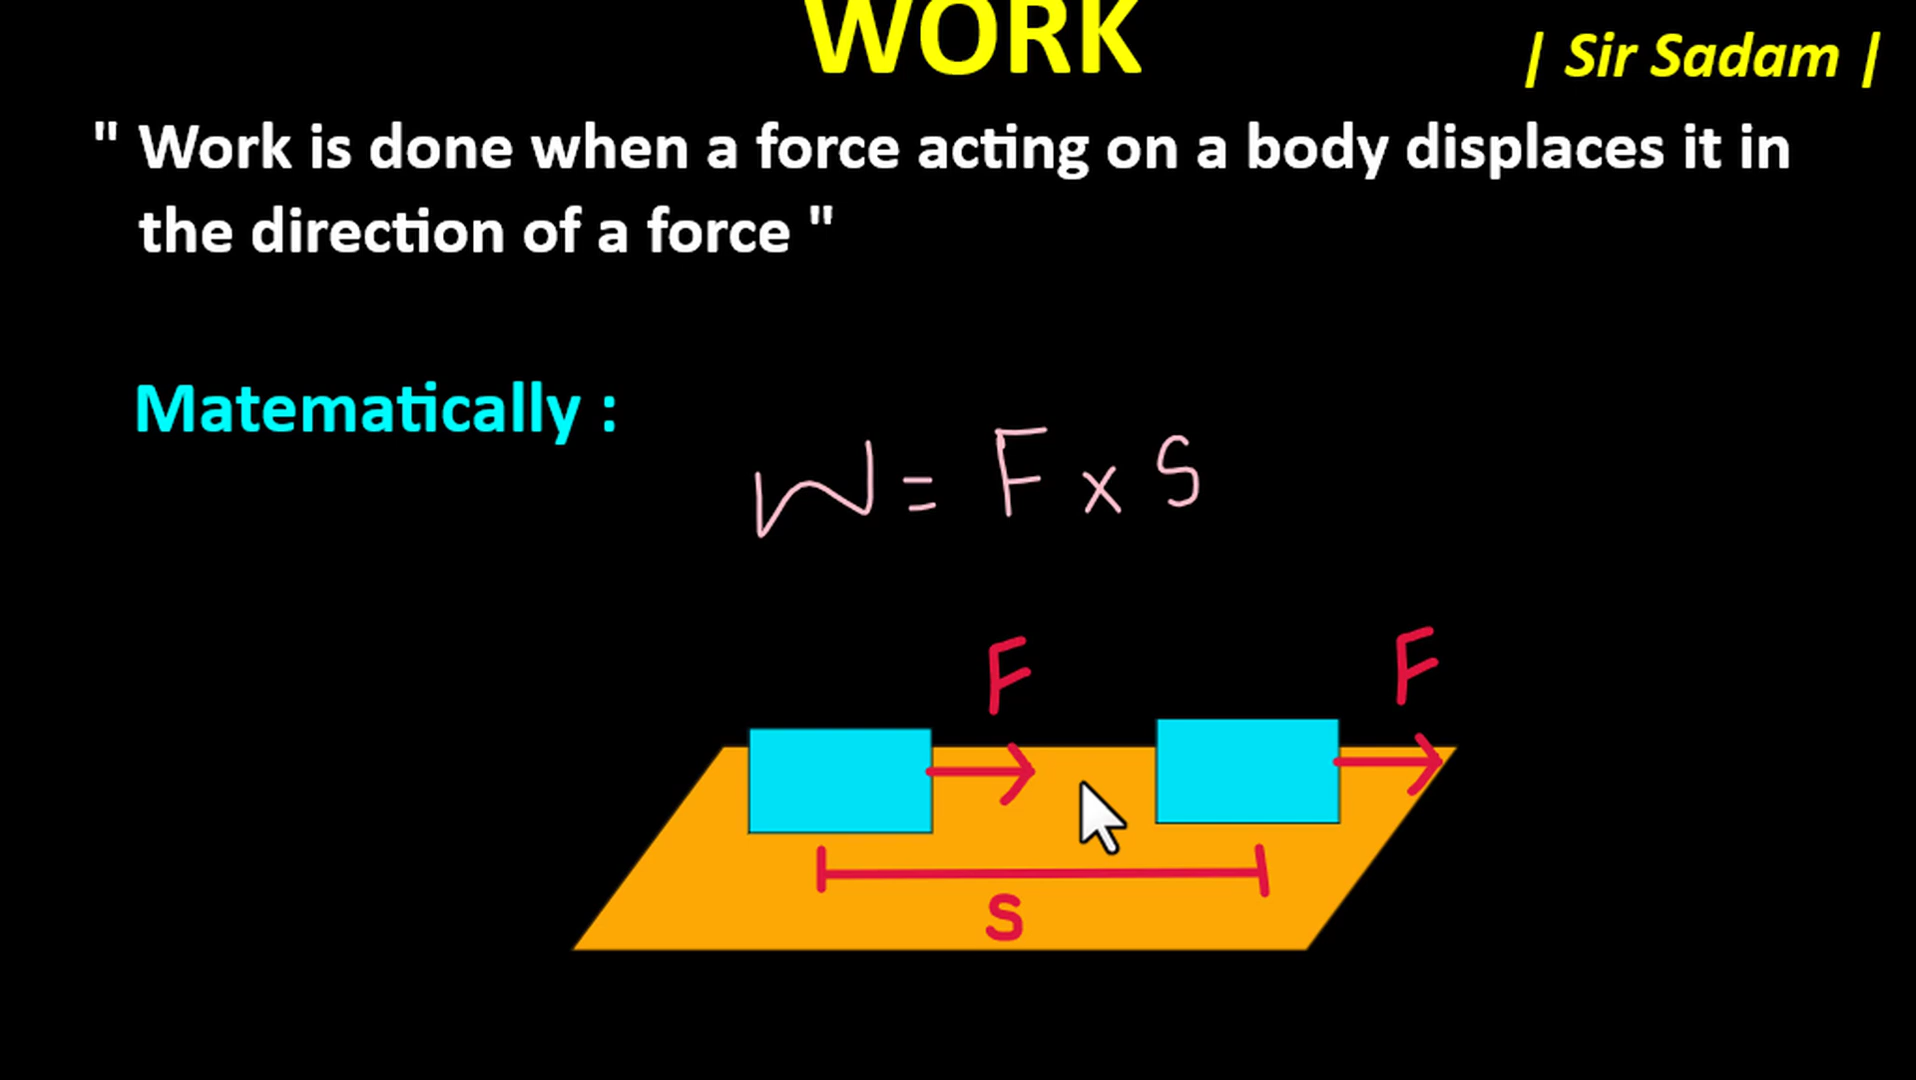 WORK
| Sir Sadam |
" Work is done when a force acting on a body displaces it in
the direction of a force "
Matematically :
W = F x S
F
F
S